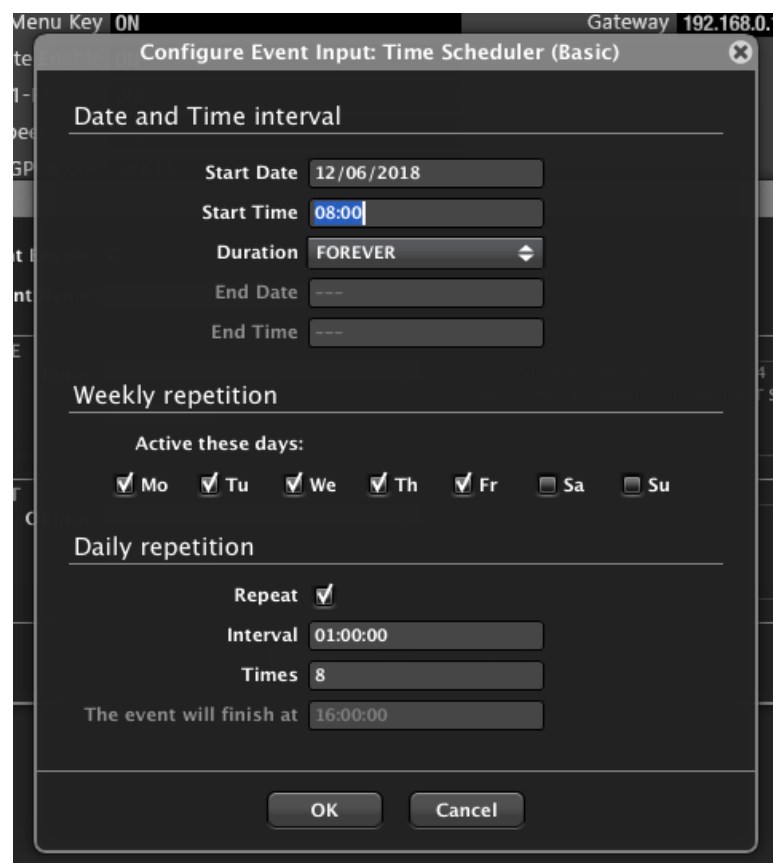 Menu Key ON Gateway 192.168.0.
Configure Event Input: Time Scheduler (Basic)
Date and Time interval
Start Date 12/06/2018
Start Time 08:00
Duration FOREVER
End Date ---
End Time ---
Weekly repetition
Active these days:
Mo Tu We Th Fr Sa Su
Daily repetition
Repeat
Interval 01:00:00
Times 8
The event will finish at 16:00:00
OK Cancel